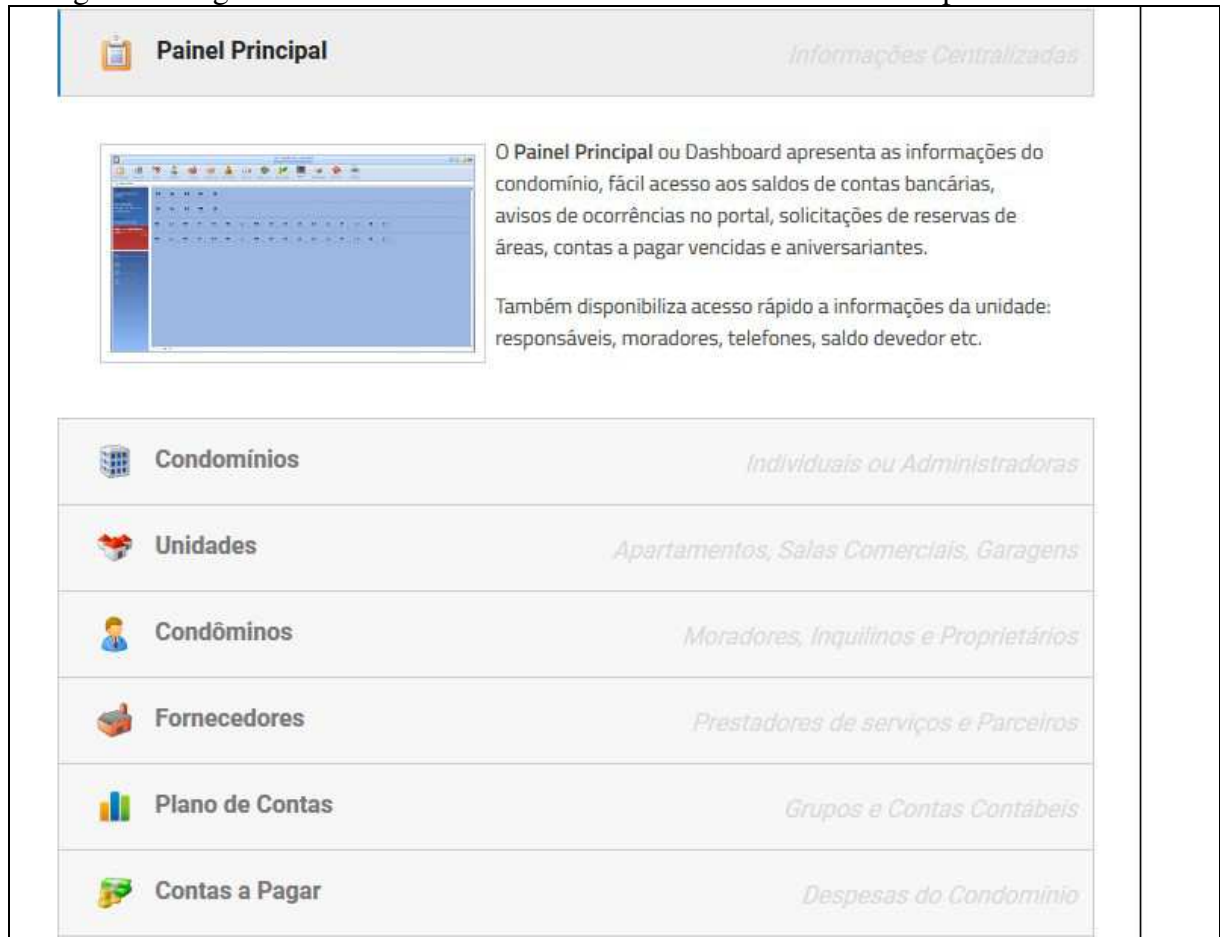 Painel Principal
Informações Centralizadas
O Painel Principal ou Dashboard apresenta as informações do
condomínio, fácil acesso aos saldos de contas bancárias,
avisos de ocorrências no portal, solicitações de reservas de
áreas, contas a pagar vencidas e aniversariantes.
Também disponibiliza acesso rápido a informações da unidade:
responsáveis, moradores, telefones, saldo devedor etc.
Condomínios
Individuais ou Administradoras
Unidades
Apartamentos, Salas Comerciais, Garagens
Condôminos
Moradores, Inquilinos e Proprietários
Fornecedores
Prestadores de serviços e Parceiros
Plano de Contas
Grupos e Contas Contábeis
Contas a Pagar
Despesas do Condomínio